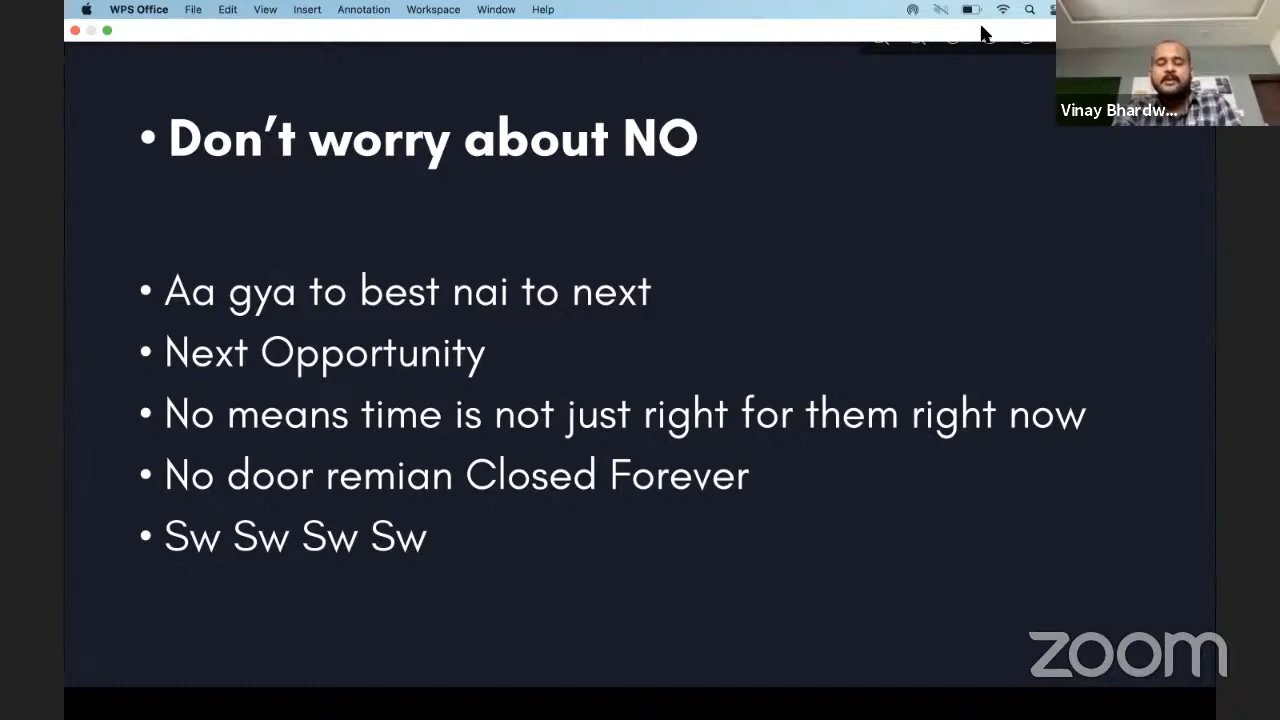 WPS Office File Edit View Insert Annotation Workspace Window Help
Vinay Bhardw...
• Don't worry about NO
• Aa gya to best nai to next
• Next Opportunity
• No means time is not just right for them right now
• No door remian Closed Forever
• Sw Sw Sw Sw
zoom